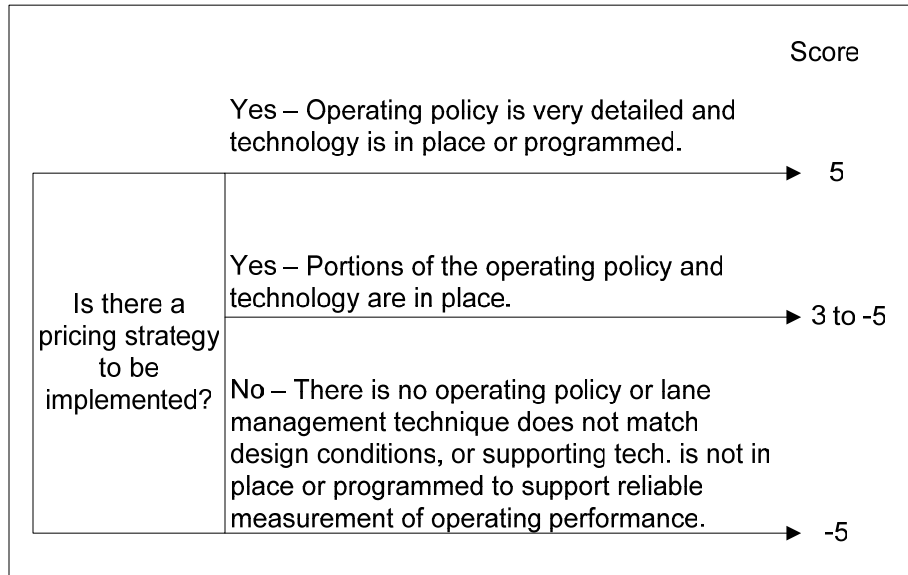 Score
Yes – Operating policy is very detailed and
technology is in place or programmed.
5
Yes – Portions of the operating policy and
technology are in place.
3 to -5
Is there a
pricing strategy
to be
implemented?
No – There is no operating policy or lane
management technique does not match
design conditions, or supporting tech. is not in
place or programmed to support reliable
measurement of operating performance.
-5